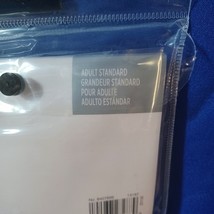 ADULT STANDARD
GRANDEUR STANDARD
POUR ADULTE
ADULTO ESTÁNDAR